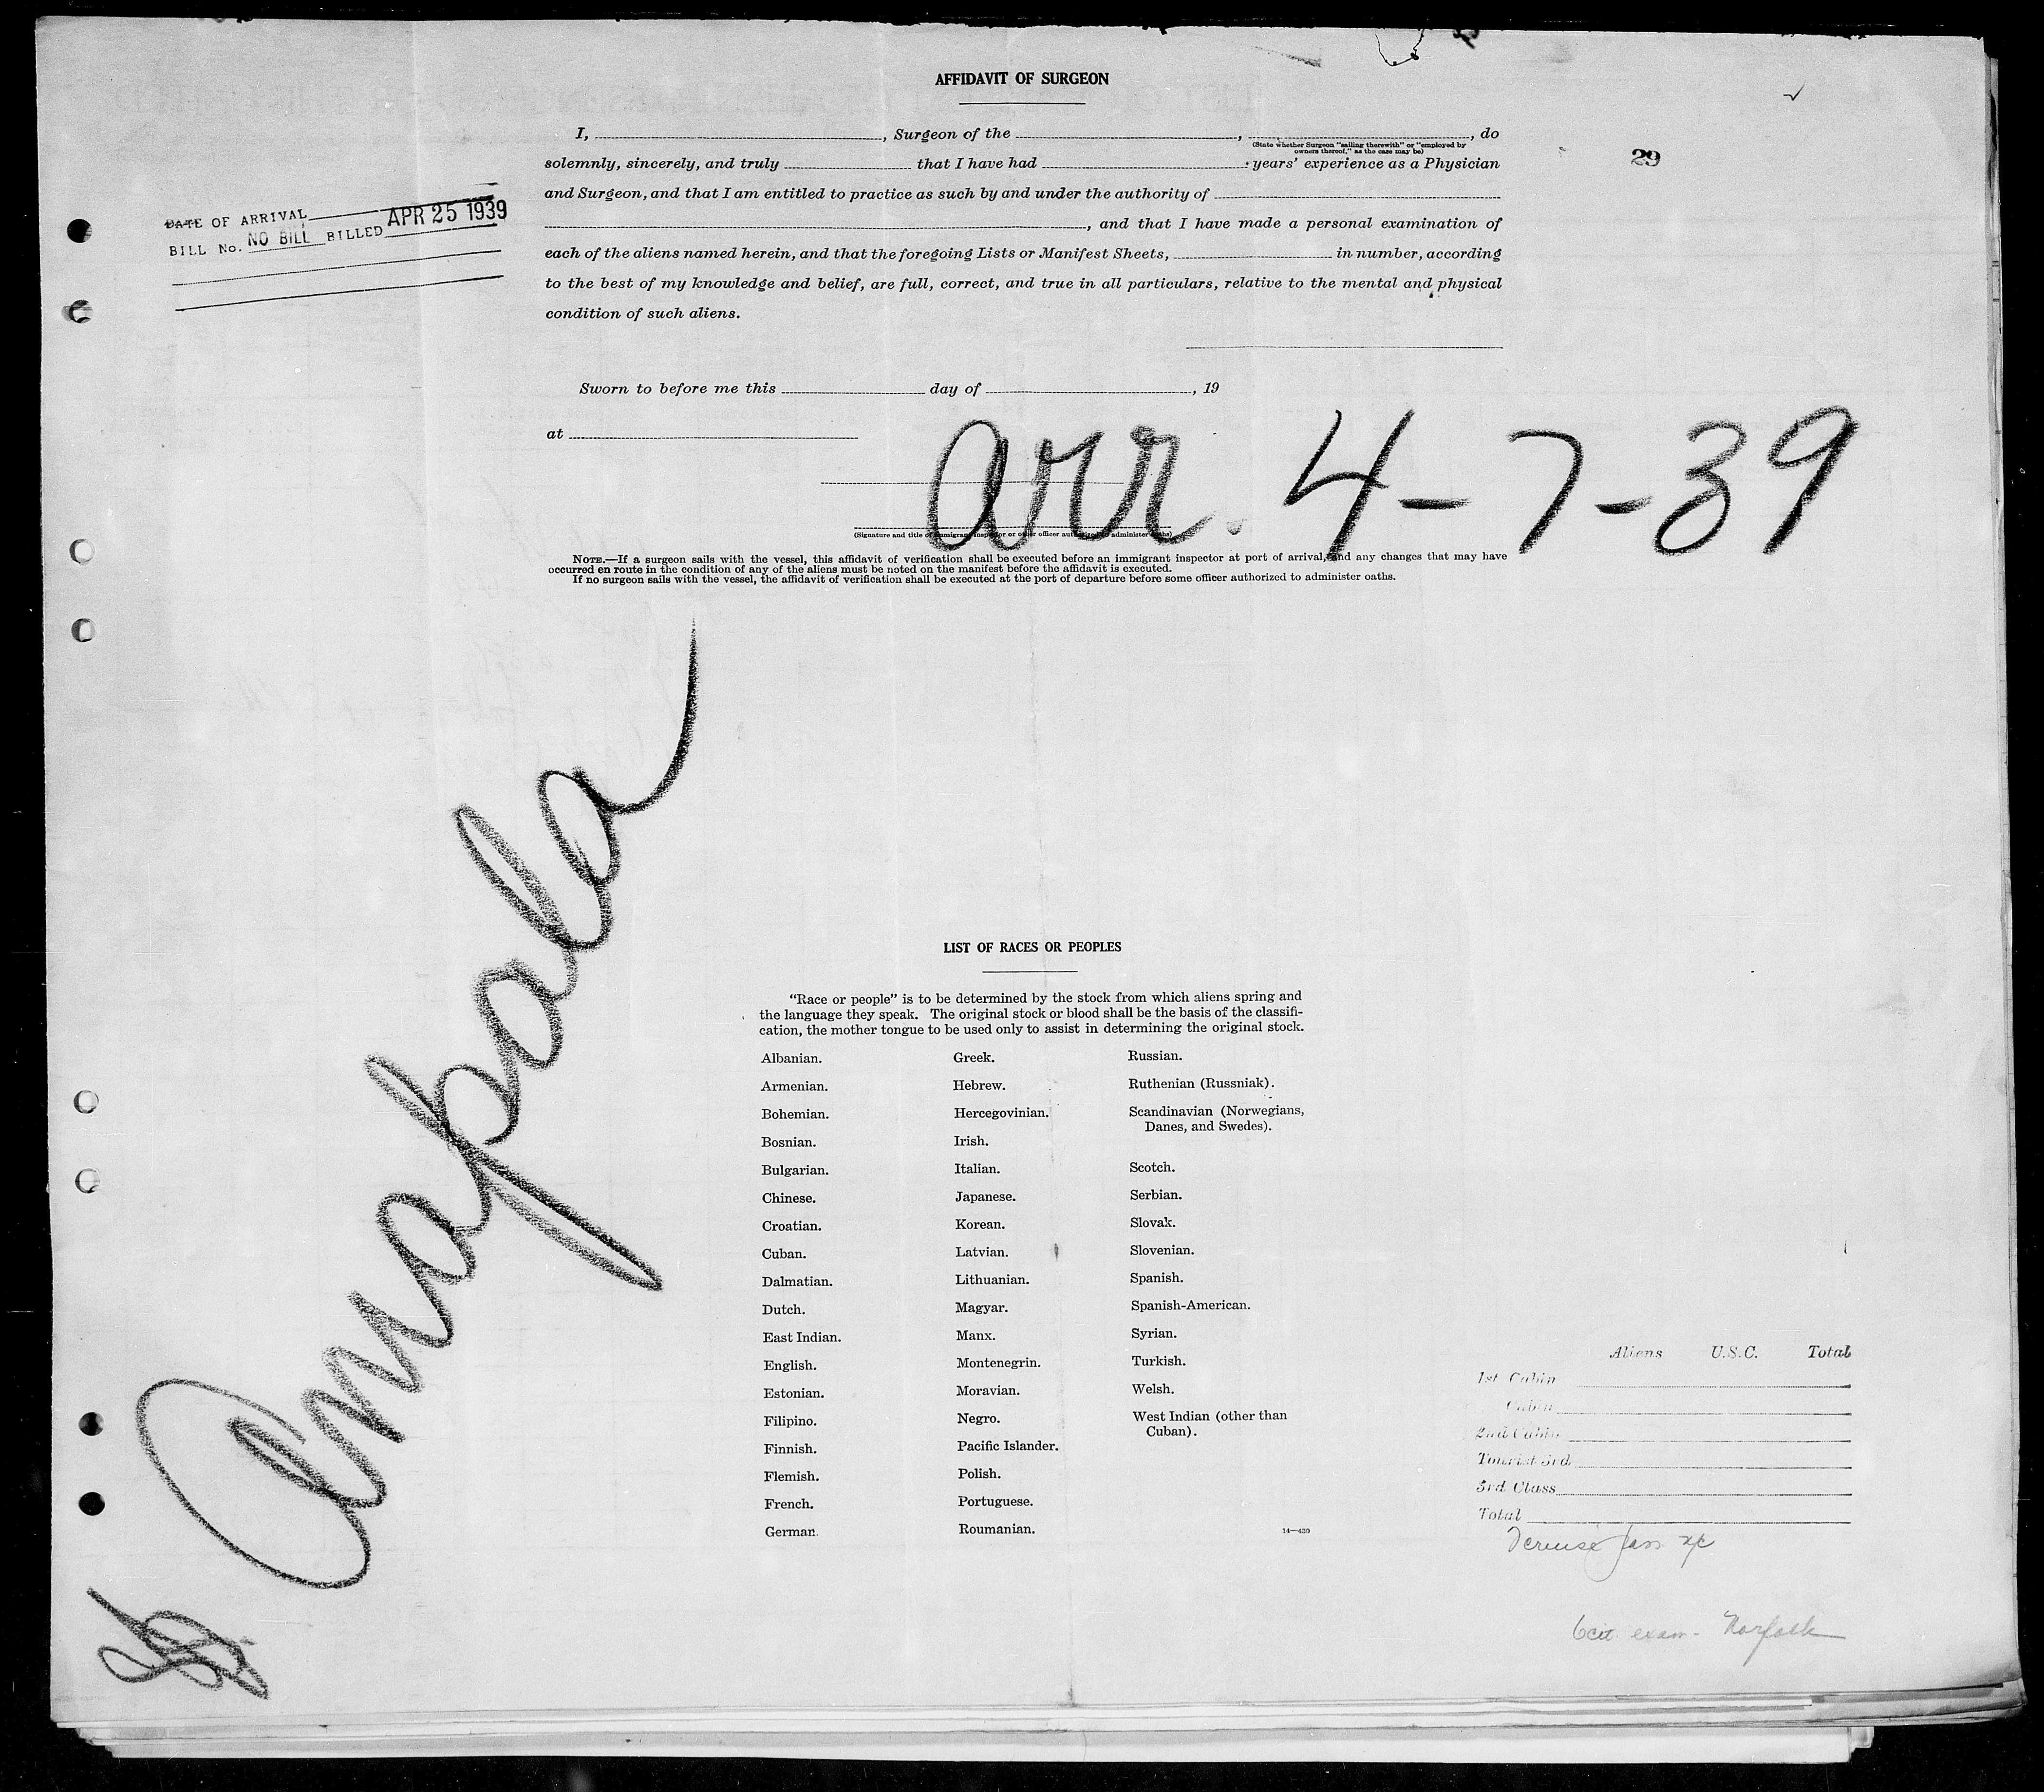 AFFIDAVIT OF SURGEON
I, , Surgeon of the , , do
(State whether Surgeon "sailing therewith" or "employed by
owners thereof," as the case may be)
29
solemnly, sincerely, and truly that I have had years' experience as a Physician
and Surgeon, and that I am entitled to practice as such by and under the authority of
, and that I have made a personal examination of
each of the aliens named herein, and that the foregoing Lists or Manifest Sheets, in number, according
to the best of my knowledge and belief, are full, correct, and true in all particulars, relative to the mental and physical
condition of such aliens.
DATE OF ARRIVAL APR 25 1939
BILL No. NO BILL BILLED
Sworn to before me this day of , 19
at
arr. 4-7-39
(Signature and title of immigrant inspector or other officer authorized to administer oaths)
NOTE.—If a surgeon sails with the vessel, this affidavit of verification shall be executed before an immigrant inspector at port of arrival, and any changes that may have
occurred en route in the condition of any of the aliens must be noted on the manifest before the affidavit is executed.
If no surgeon sails with the vessel, the affidavit of verification shall be executed at the port of departure before some officer authorized to administer oaths.
SS Amapala
LIST OF RACES OR PEOPLES
"Race or people" is to be determined by the stock from which aliens spring and
the language they speak. The original stock or blood shall be the basis of the classifi-
cation, the mother tongue to be used only to assist in determining the original stock.
Albanian.
Armenian.
Bohemian.
Bosnian.
Bulgarian.
Chinese.
Croatian.
Cuban.
Dalmatian.
Dutch.
East Indian.
English.
Estonian.
Filipino.
Finnish.
Flemish.
French.
German.
Greek.
Hebrew.
Hercegovinian.
Irish.
Italian.
Japanese.
Korean.
Latvian.
Lithuanian.
Magyar.
Manx.
Montenegrin.
Moravian.
Negro.
Pacific Islander.
Polish.
Portuguese.
Roumanian.
Russian.
Ruthenian (Russniak).
Scandinavian (Norwegians,
Danes, and Swedes).
Scotch.
Serbian.
Slovak.
Slovenian.
Spanish.
Spanish-American.
Syrian.
Turkish.
Welsh.
West Indian (other than
Cuban).
14—430
Aliens U.S.C. Total
1st Cabin
Cabin
2nd Cabin
Tourist 3rd
3rd Class
Total
exam- Norfolk